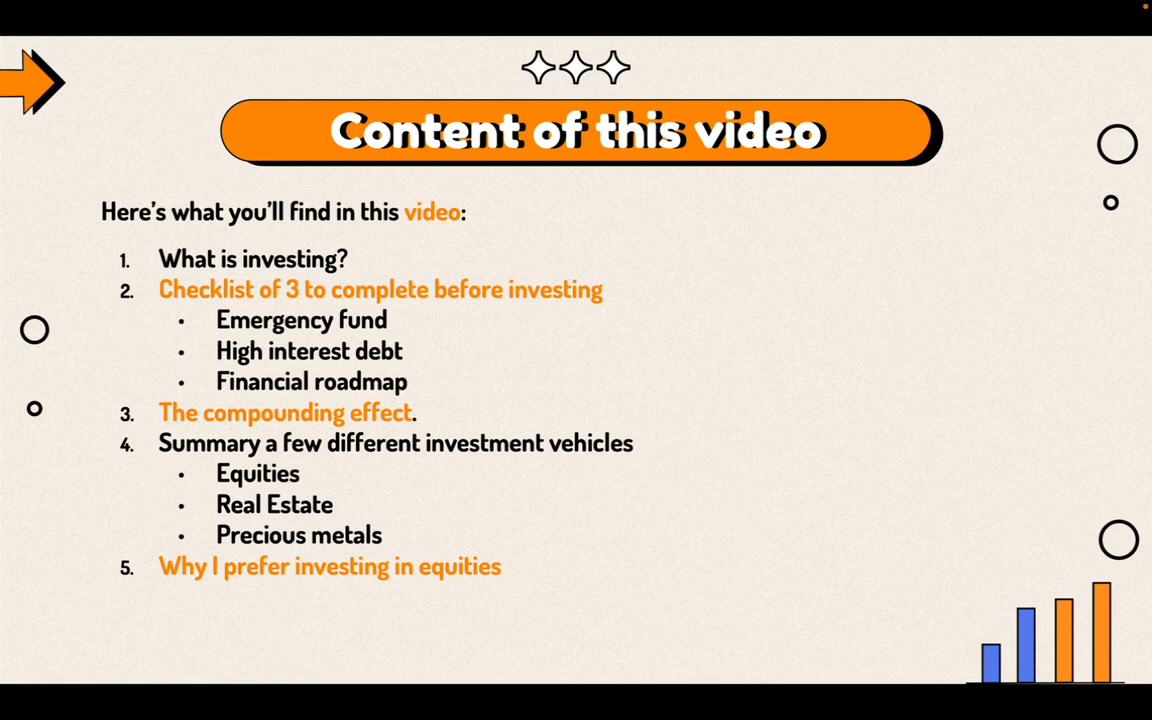 Content of this video
Here's what you'll find in this video:
1. What is investing?
2. Checklist of 3 to complete before investing
• Emergency fund
• High interest debt
• Financial roadmap
3. The compounding effect.
4. Summary a few different investment vehicles
• Equities
• Real Estate
• Precious metals
5. Why I prefer investing in equities